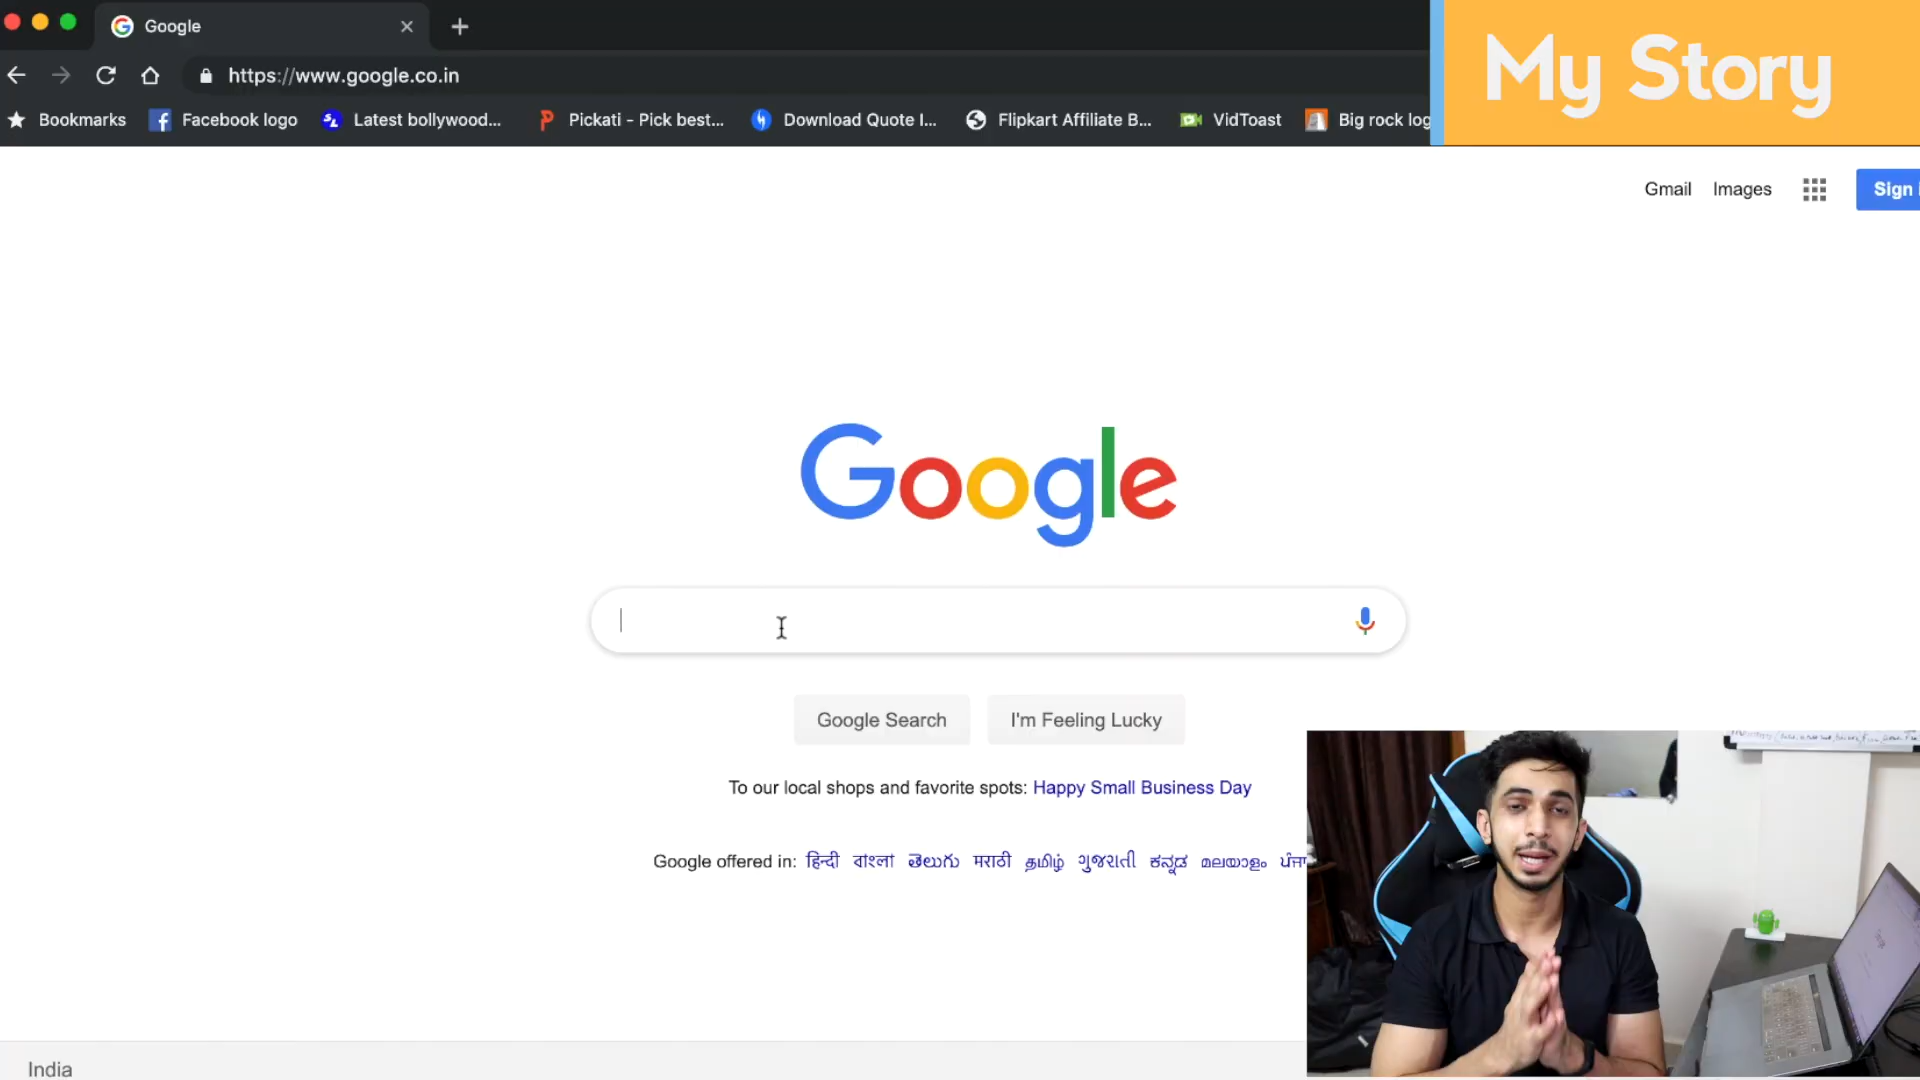 Google
My Story
https://www.google.co.in
Bookmarks Facebook logo Latest bollywood... Pickati - Pick best... Download Quote I... Flipkart Affiliate B... VidToast Big rock log
Gmail Images Sign
Google
Google Search I'm Feeling Lucky
To our local shops and favorite spots: Happy Small Business Day
Google offered in: हिन्दी বাংলা తెలుగు मराठी தமிழ் ગુજરાતી ಕನ್ನಡ മലയാളം ਪੰਜਾ
India